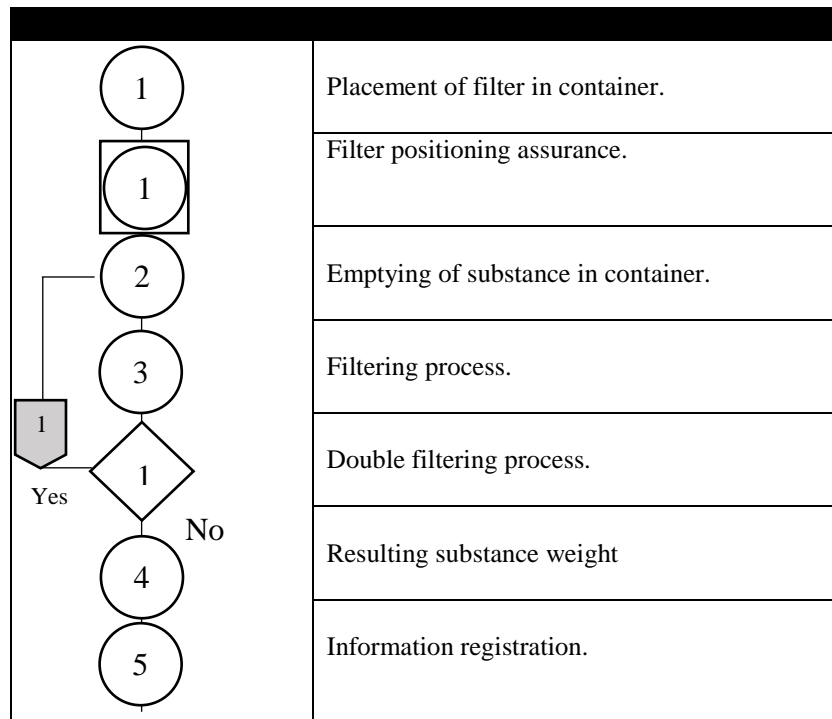 1
Placement of filter in container.
1
Filter positioning assurance.
2
Emptying of substance in container.
3
Filtering process.
1
1
Double filtering process.
Yes
No
4
Resulting substance weight
5
Information registration.